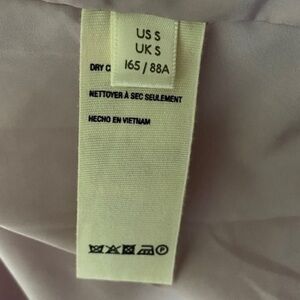 US S
UK S
165 / 88A
DRY C
NETTOYER À SEC SEULEMENT
HECHO EN VIETNAM